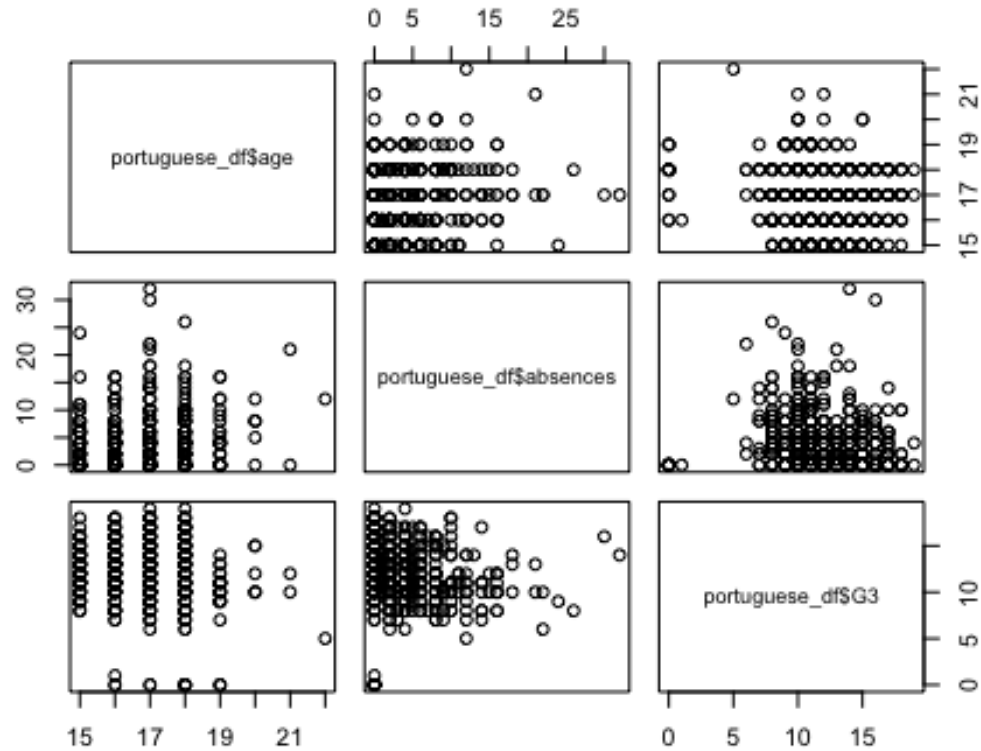 0 5 15 25
portuguese_df$age
15 17 19 21
0 10 20 30
portuguese_df$absences
portuguese_df$G3
0 5 10
15 17 19 21
0 5 10 15